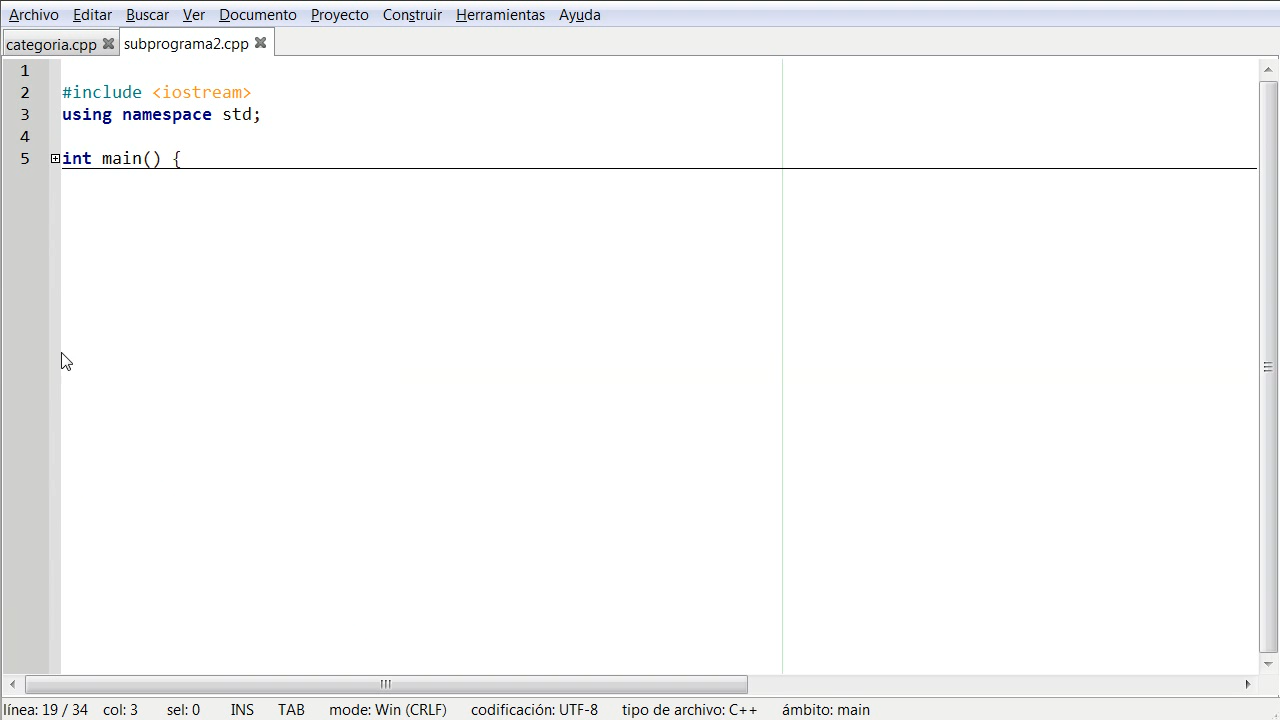 Archivo Editar Buscar Ver Documento Proyecto Construir Herramientas Ayuda
categoria.cpp subprograma2.cpp
1
2 #include <iostream>
3 using namespace std;
4
5 int main() {
línea: 19 / 34 col: 3 sel: 0 INS TAB mode: Win (CRLF) codificación: UTF-8 tipo de archivo: C++ ámbito: main